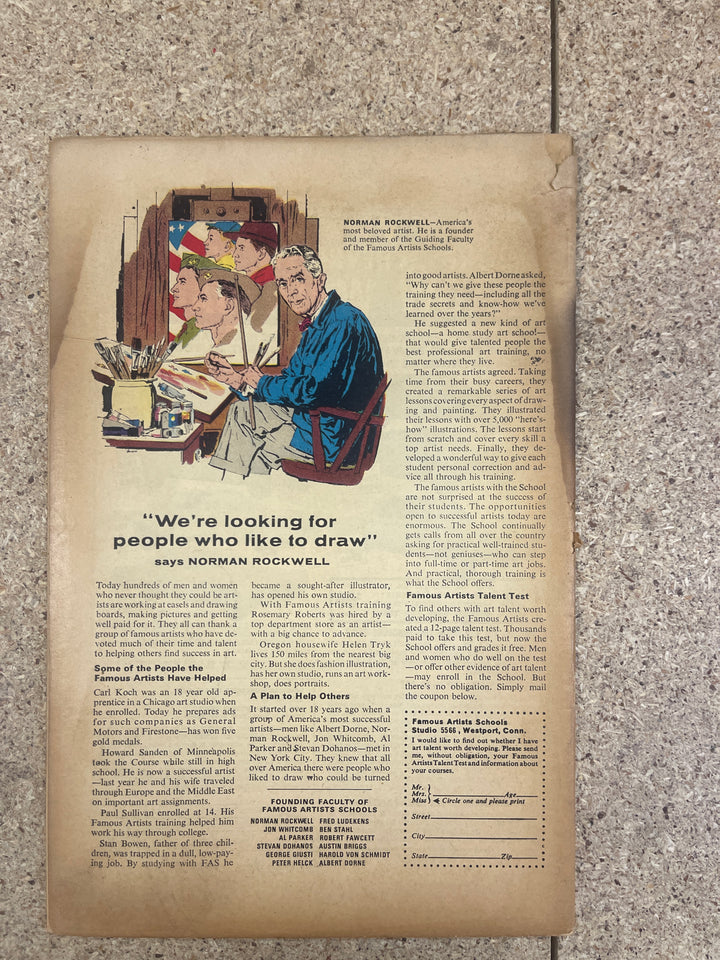 NORMAN ROCKWELL—America's
most beloved artist. He is a founder
and member of the Guiding Faculty
of the Famous Artists Schools.
"We're looking for
people who like to draw"
says NORMAN ROCKWELL
Today hundreds of men and women
who never thought they could be art-
ists are working at easels and drawing
boards, making pictures and getting
well paid for it. They all can thank a
group of famous artists who have de-
voted much of their time and talent
to helping others find success in art.
Some of the People the
Famous Artists Have Helped
Carl Koch was an 18 year old ap-
prentice in a Chicago art studio when
he enrolled. Today he prepares ads
for such companies as General
Motors and Firestone—has won five
gold medals.
Howard Sanden of Minneapolis
took the Course while still in high
school. He is now a successful artist
—last year he and his wife traveled
through Europe and the Middle East
on important art assignments.
Paul Sullivan enrolled at 14. His
Famous Artists training helped him
work his way through college.
Stan Bowen, father of three chil-
dren, was trapped in a dull, low-pay-
ing job. By studying with FAS he
became a sought-after illustrator,
has opened his own studio.
With Famous Artists training
Rosemary Roberts was hired by a
top department store as an artist—
with a big chance to advance.
Oregon housewife Helen Tryk
lives 150 miles from the nearest big
city. But she does fashion illustration,
has her own studio, runs an art work-
shop, does portraits.
A Plan to Help Others
It started over 18 years ago when a
group of America's most successful
artists—men like Albert Dorne, Nor-
man Rockwell, Jon Whitcomb, Al
Parker and Stevan Dohanos—met in
New York City. They knew that all
over America there were people who
liked to draw who could be turned
FOUNDING FACULTY OF
FAMOUS ARTISTS SCHOOLS
NORMAN ROCKWELL FRED LUDEKENS
JON WHITCOMB BEN STAHL
AL PARKER ROBERT FAWCETT
STEVAN DOHANOS AUSTIN BRIGGS
GEORGE GIUSTI HAROLD VON SCHMIDT
PETER HELCK ALBERT DORNE
into good artists. Albert Dorne asked,
"Why can't we give these people the
training they need—including all the
trade secrets and know-how we've
learned over the years?"
He suggested a new kind of art
school—a home study art school—
that would give talented people the
best professional art training, no
matter where they live.
The famous artists agreed. Taking
time from their busy careers, they
created a remarkable series of art
lessons covering every aspect of draw-
ing and painting. They illustrated
their lessons with over 5,000 "here's-
how" illustrations. The lessons start
from scratch and cover every skill a
top artist needs. Finally, they de-
veloped a wonderful way to give each
student personal correction and ad-
vice all through his training.
The famous artists with the School
are not surprised at the success of
their students. The opportunities
open to successful artists today are
enormous. The School continually
gets calls from all over the country
asking for practical well-trained stu-
dents—not geniuses—who can step
into full-time or part-time art jobs.
And practical, thorough training is
what the School offers.
Famous Artists Talent Test
To find others with art talent worth
developing, the Famous Artists cre-
ated a 12-page talent test. Thousands
paid to take this test, but now the
School offers and grades it free. Men
and women who do well on the test
—or offer other evidence of art talent
—may enroll in the School. But
there's no obligation. Simply mail
the coupon below.
Famous Artists Schools
Studio 5566, Westport, Conn.
I would like to find out whether I have
art talent worth developing. Please send
me, without obligation, your Famous
Artists Talent Test and information about
your courses.
Mr.
Mrs. Age
Miss Circle one and please print
Street
City
State Zip